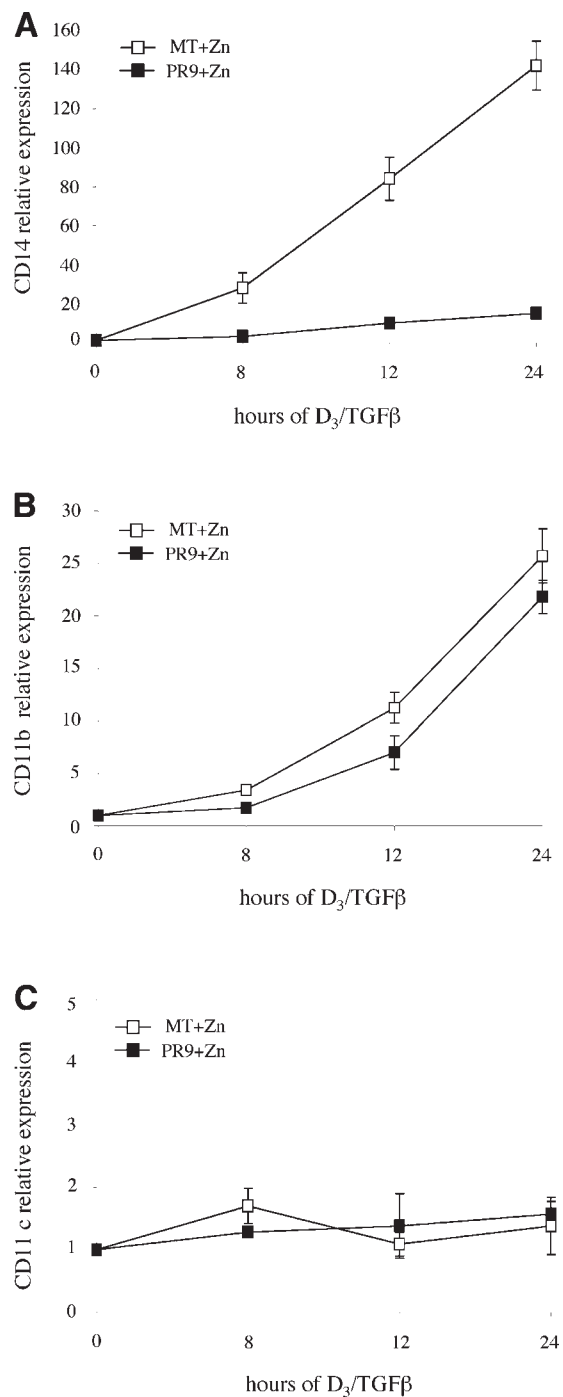 A
160
140
120
100
80
60
40
20
0
CD14 relative expression
MT+Zn
PR9+Zn
0 8 12 24
hours of D₃/TGFβ
B
30
25
20
15
10
5
0
CD11b relative expression
MT+Zn
PR9+Zn
0 8 12 24
hours of D₃/TGFβ
C
5
4
3
2
1
0
CD11 c relative expression
MT+Zn
PR9+Zn
0 8 12 24
hours of D₃/TGFβ